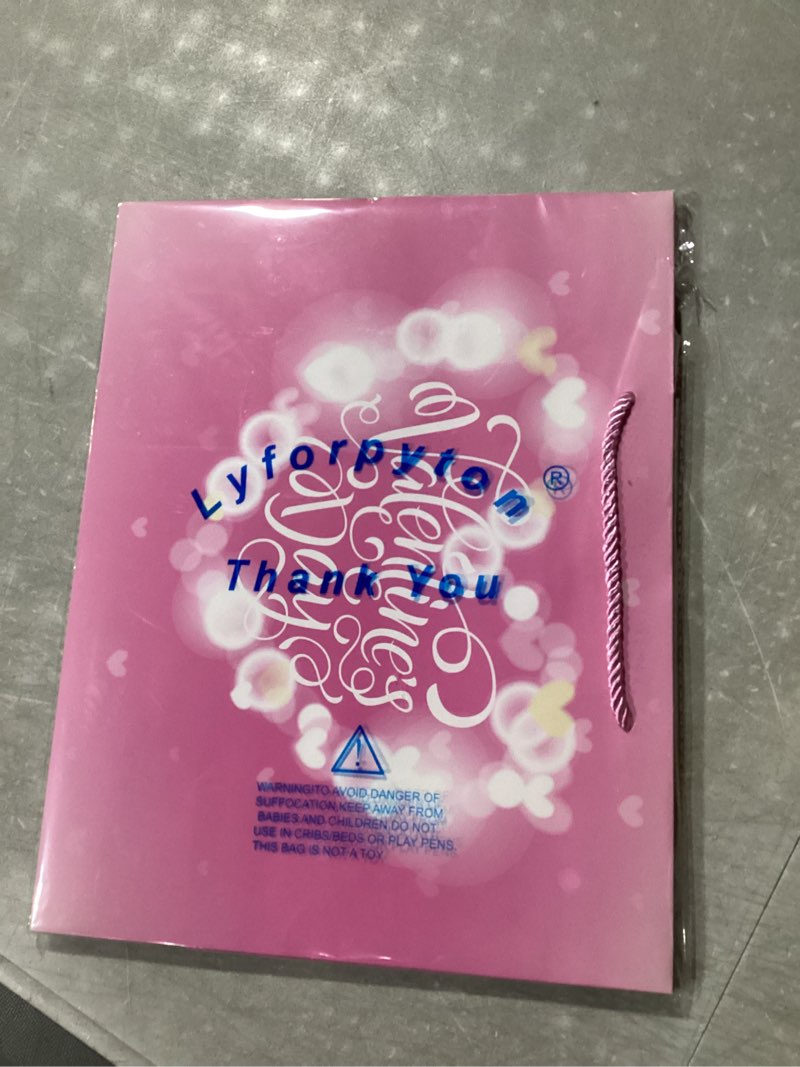 Lyforpyton®
Thank You
Valentine's
Day
WARNING!TO AVOID DANGER OF
SUFFOCATION,KEEP AWAY FROM
BABIES AND CHILDREN DO NOT
USE IN CRIBS/BEDS OR PLAY PENS.
THIS BAG IS NOT A TOY